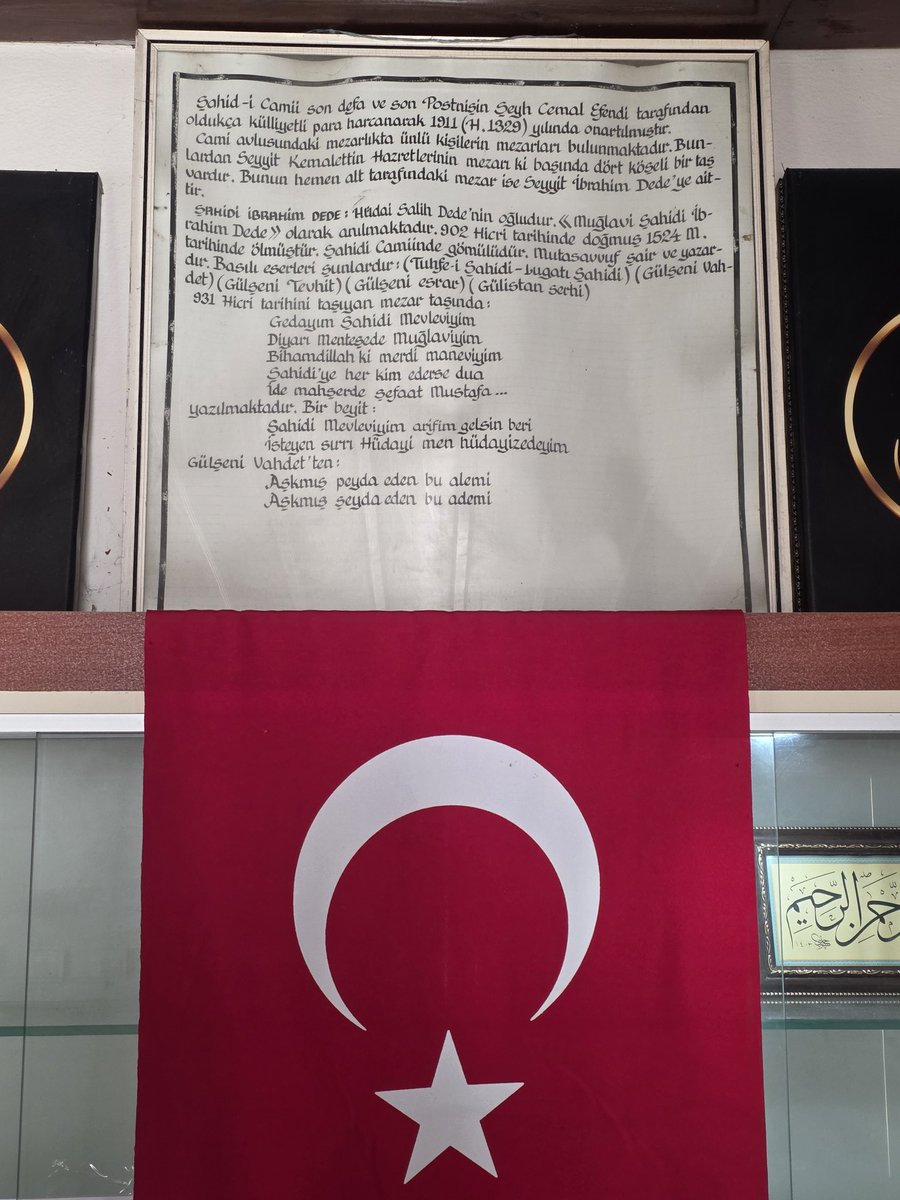 Şahid-i Camii son defa ve son Postnişin Şeyh Cemal Efendi tarafından
oldukça külliyetli para harcanarak 1911 (H.1329) yılında onartılmıştır.
Cami avlusundaki mezarlıkta ünlü kişilerin mezarları bulunmaktadır. Bun-
lardan Seyyit Kemalettin Hazretlerinin mezarı ki başında dört köşeli bir taş
vardır. Bunun hemen alt tarafındaki mezar ise Seyyit İbrahim Dede'ye ait-
tir.
ŞAHİDİ İBRAHİM DEDE: Hüdai Salih Dede'nin oğludur. «Muğlavi Şahidi İb-
rahim Dede» olarak anılmaktadır. 902 Hicri tarihinde doğmuş 1524 M.
tarihinde ölmüştür. Şahidi Camiinde gömülüdür. Mutasavvuf şair ve yazar-
dır. Basılı eserleri şunlardır: (Tuhfe-i Şahidi-Lugatı Şahidi) (Gülşeni Vah-
det) (Gülşeni Tevhit) (Gülşeni esrar) (Gülistan şerhi)
931 Hicri tarihini taşıyan mezar taşında:
Gedayım Şahidi Mevleviyim
Diyarı Menteşede Muğlaviyim
Bihamdillah ki merdi maneviyim
Şahidi'ye her kim ederse dua
İde mahşerde şefaat Mustafa...
yazılmaktadır. Bir beyit:
Şahidi Mevleviyim arifim gelsin beri
İsteyen sırrı Hüdayi men hüdayizedeyim
Gülşeni Vahdet'ten:
Aşkmış peyda eden bu alemi
Aşkmış şeyda eden bu ademi
الرحيم